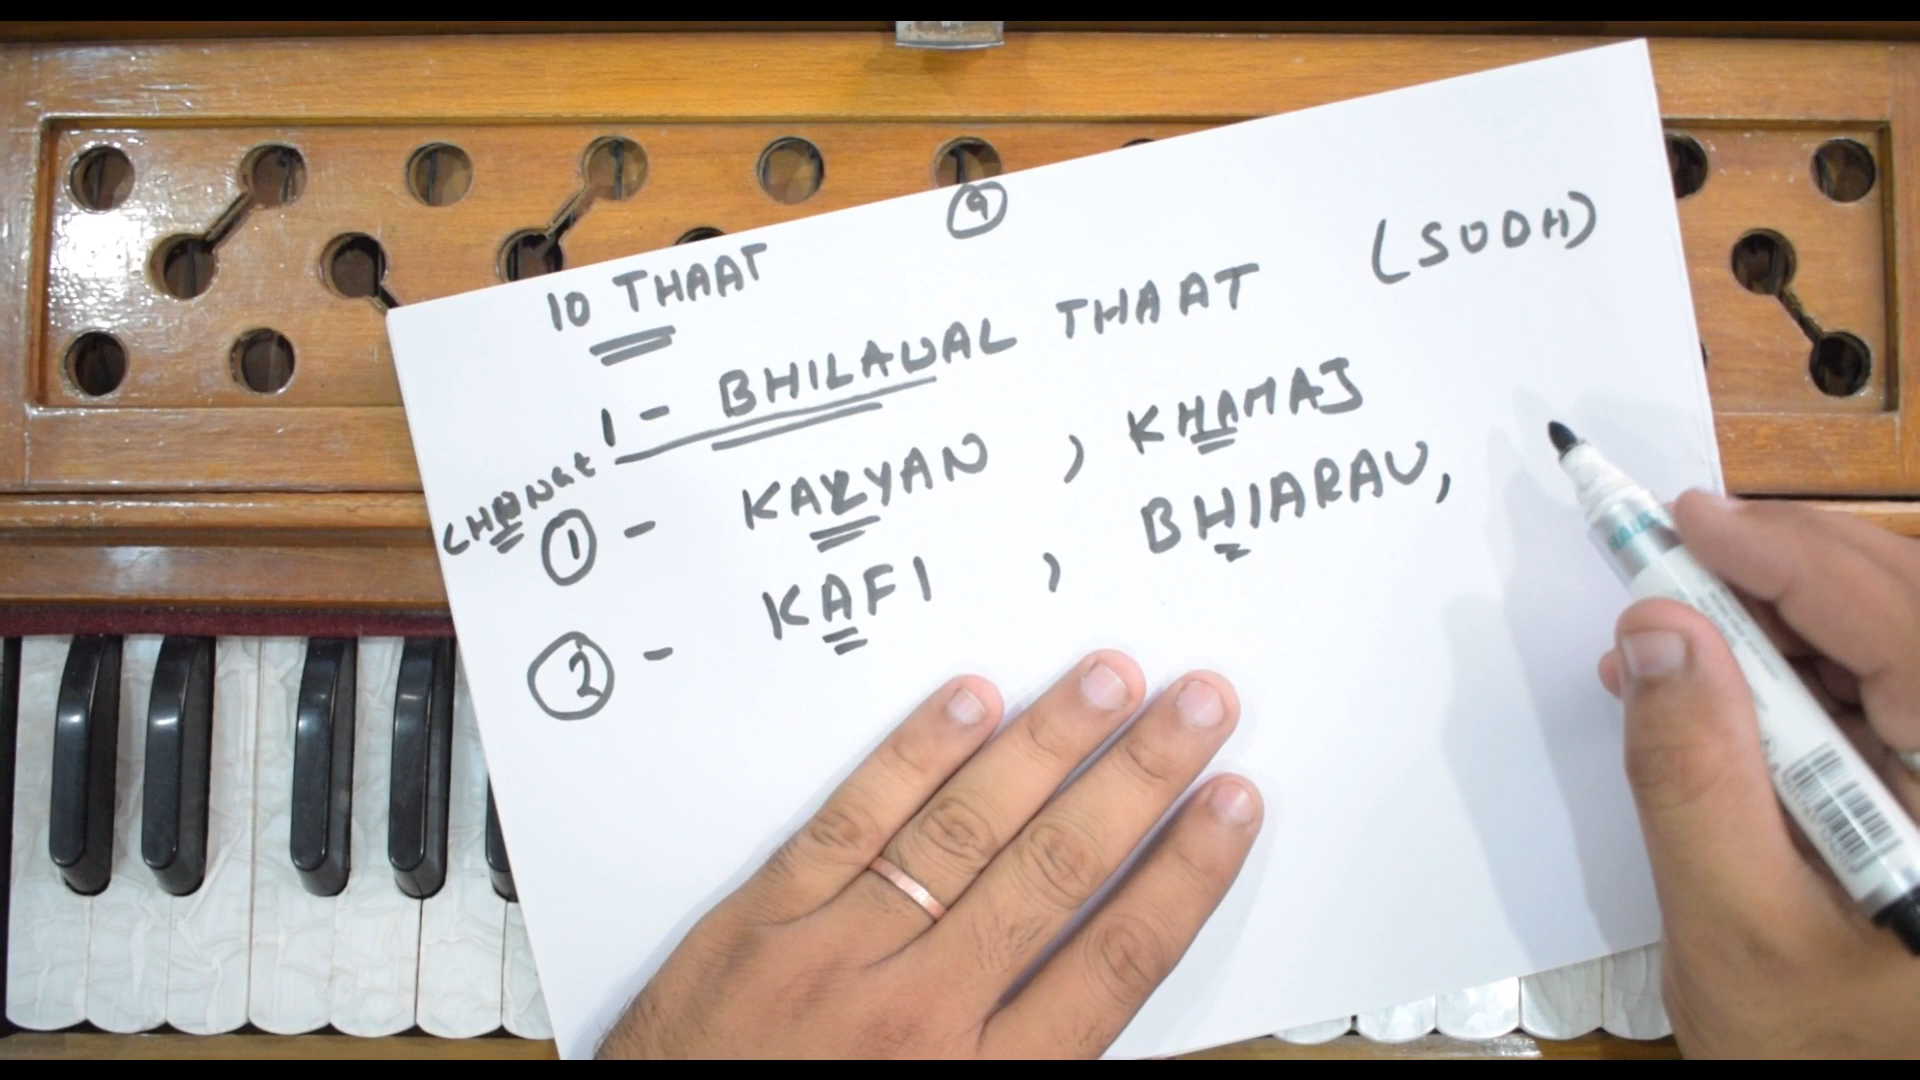 9
10 THAAT
1 - BHILAWAL THAAT (SUDH)
CHANGE
1 - KALYAN , KHAMAJ
2 - KAFI , BHIARAV,